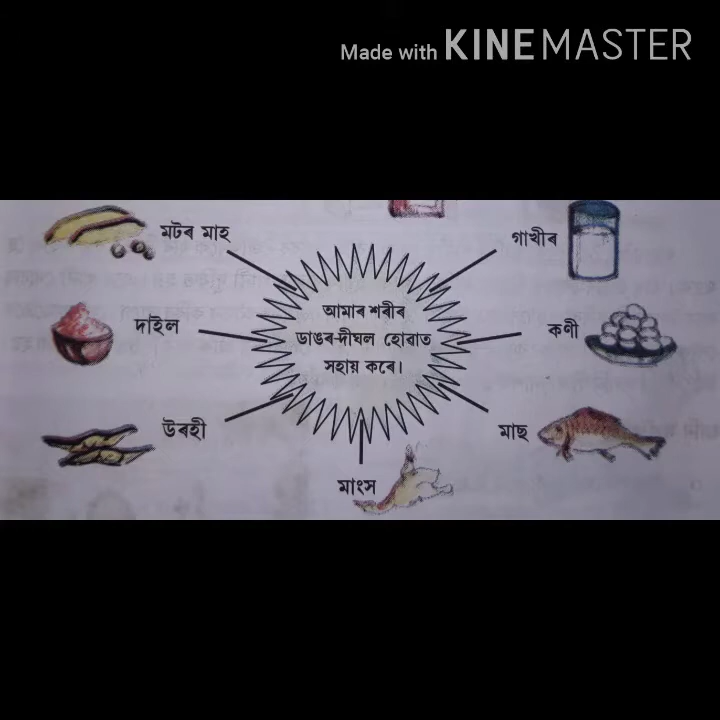 Made with KINEMASTER
মটৰ মাহ
গাখীৰ
দাইল
আমাৰ শৰীৰ
ডাঙৰ-দীঘল হোৱাত
সহায় কৰে।
কণী
উৰহী
মাছ
মাংস